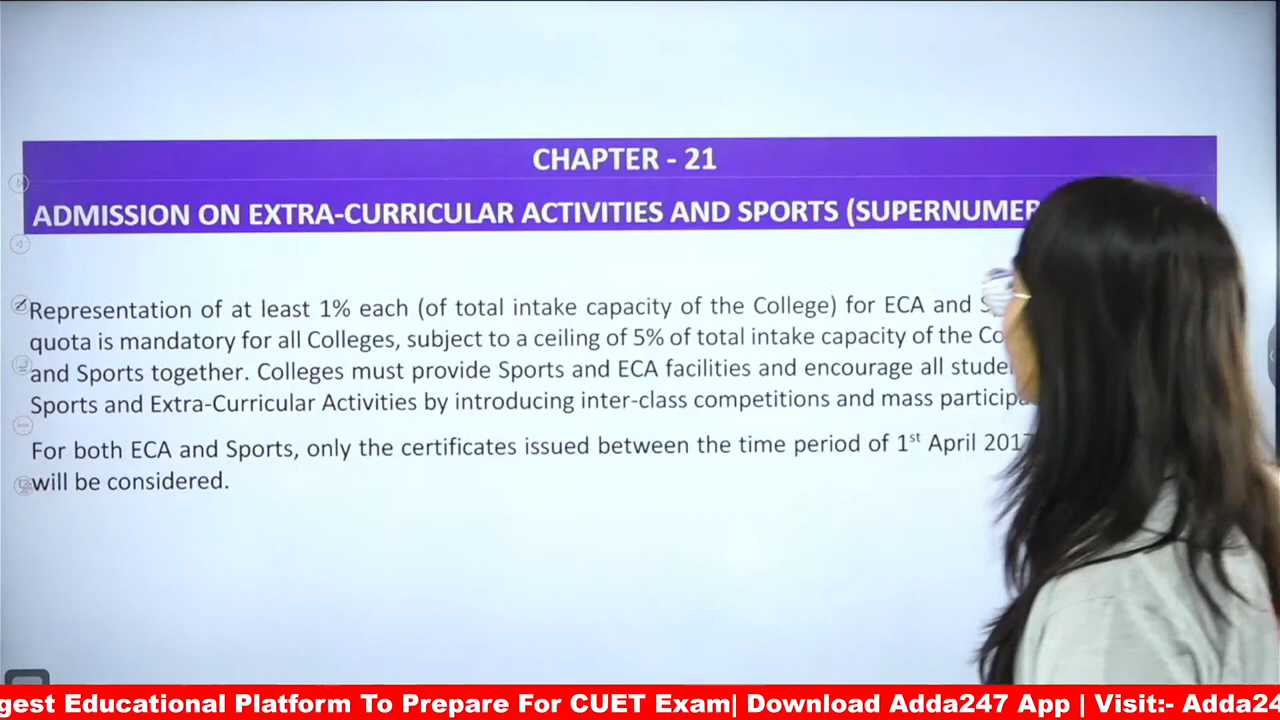 CHAPTER - 21
ADMISSION ON EXTRA-CURRICULAR ACTIVITIES AND SPORTS
Representation of at least 1% each (of total intake capacity of the College) for ECA and
quota is mandatory for all Colleges, subject to a ceiling of 5% of total intake capacity of the
and Sports together. Colleges must provide Sports and ECA facilities and encourage all
Sports and Extra-Curricular Activities by introducing inter-class competitions and mass
For both ECA and Sports, only the certificates issued between the time period of 1st April
will be considered.
Educational Platform To Prepare For CUET Exam| Download Adda247 App | Visit:-